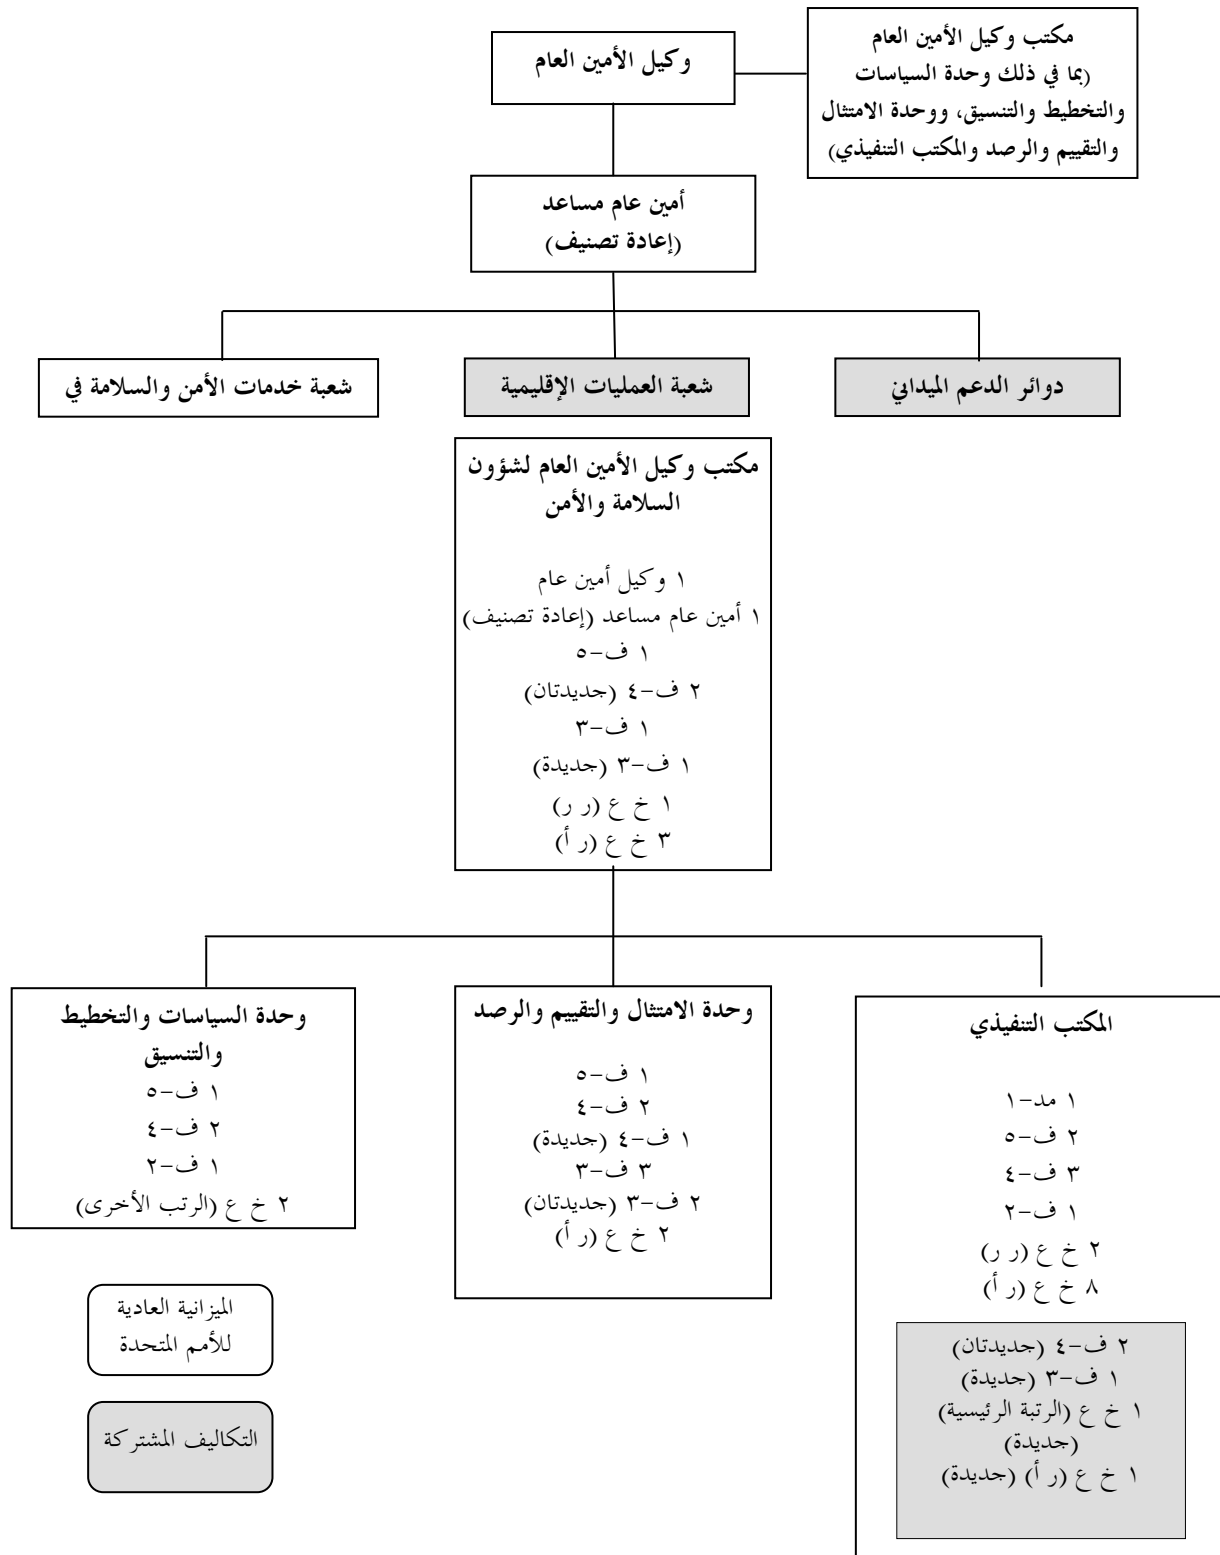 وكيل الأمين العام
مكتب وكيل الأمين العام
(بما في ذلك وحدة السياسات
والتخطيط والتنسيق، ووحدة الامتثال
والتقييم والرصد والمكتب التنفيذي)
أمين عام مساعد
(إعادة تصنيف)
دوائر الدعم الميداني
شعبة العمليات الإقليمية
شعبة خدمات الأمن والسلامة في
مكتب وكيل الأمين العام لشؤون
السلامة والأمن
١ وكيل أمين عام
١ أمين عام مساعد (إعادة تصنيف)
١ ف-٥
٢ ف-٤ (جديدتان)
١ ف-٣
١ ف-٣ (جديدة)
١ خ ع (ر ر)
٣ خ ع (ر أ)
المكتب التنفيذي
١ مد-١
٢ ف-٥
٣ ف-٤
١ ف-٢
٢ خ ع (ر ر)
٨ خ ع (ر أ)
٢ ف-٤ (جديدتان)
١ ف-٣ (جديدة)
١ خ ع (الرتبة الرئيسية)
(جديدة)
١ خ ع (ر أ) (جديدة)
وحدة الامتثال والتقييم والرصد
١ ف-٥
٢ ف-٤
١ ف-٤ (جديدة)
٣ ف-٣
٢ ف-٣ (جديدتان)
٢ خ ع (ر أ)
وحدة السياسات والتخطيط
والتنسيق
١ ف-٥
٢ ف-٤
١ ف-٢
٢ خ ع (الرتب الأخرى)
الميزانية العادية
للأمم المتحدة
التكاليف المشتركة